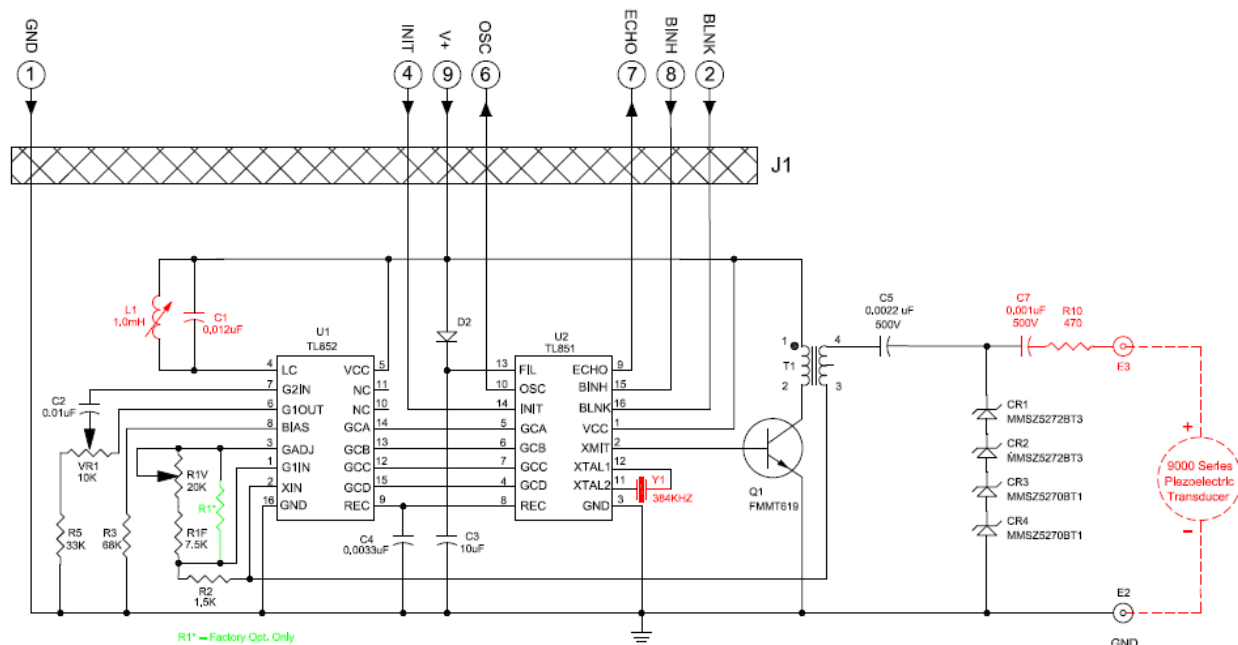 GND
INIT
V+
OSC
ECHO
BINH
BLNK
1
4
9
6
7
8
2
J1
L1
1.0mH
C1
0.012uF
U1
TL852
4 LC VCC 5
7 G2IN NC 11
6 G1OUT NC 10
8 BIAS GCA 14
3 GADJ GCB 13
1 G1IN GCC 12
2 XIN GCD 15
16 GND REC 9
C2
0.01uF
VR1
10K
R5
33K
R3
68K
R1V
20K
R1F
7.5K
R1*
R2
1.5K
R1* – Factory Opt. Only
D2
C4
0.0033uF
C3
10uF
U2
TL851
13 FIL ECHO 9
10 OSC BINH 15
14 INIT BLNK 16
5 GCA VCC 1
6 GCB XMIT 2
7 GCC XTAL1 12
4 GCD XTAL2 11
8 REC GND 3
Y1
384KHZ
Q1
FMMT619
1
4
T1
2
3
C5
0.0022 uF
500V
C7
0.001uF
500V
R10
470
E3
CR1
MMSZ5272BT3
CR2
MMSZ5272BT3
CR3
MMSZ5270BT1
CR4
MMSZ5270BT1
+
9000 Series
Piezoelectric
Transducer
-
E2
GND